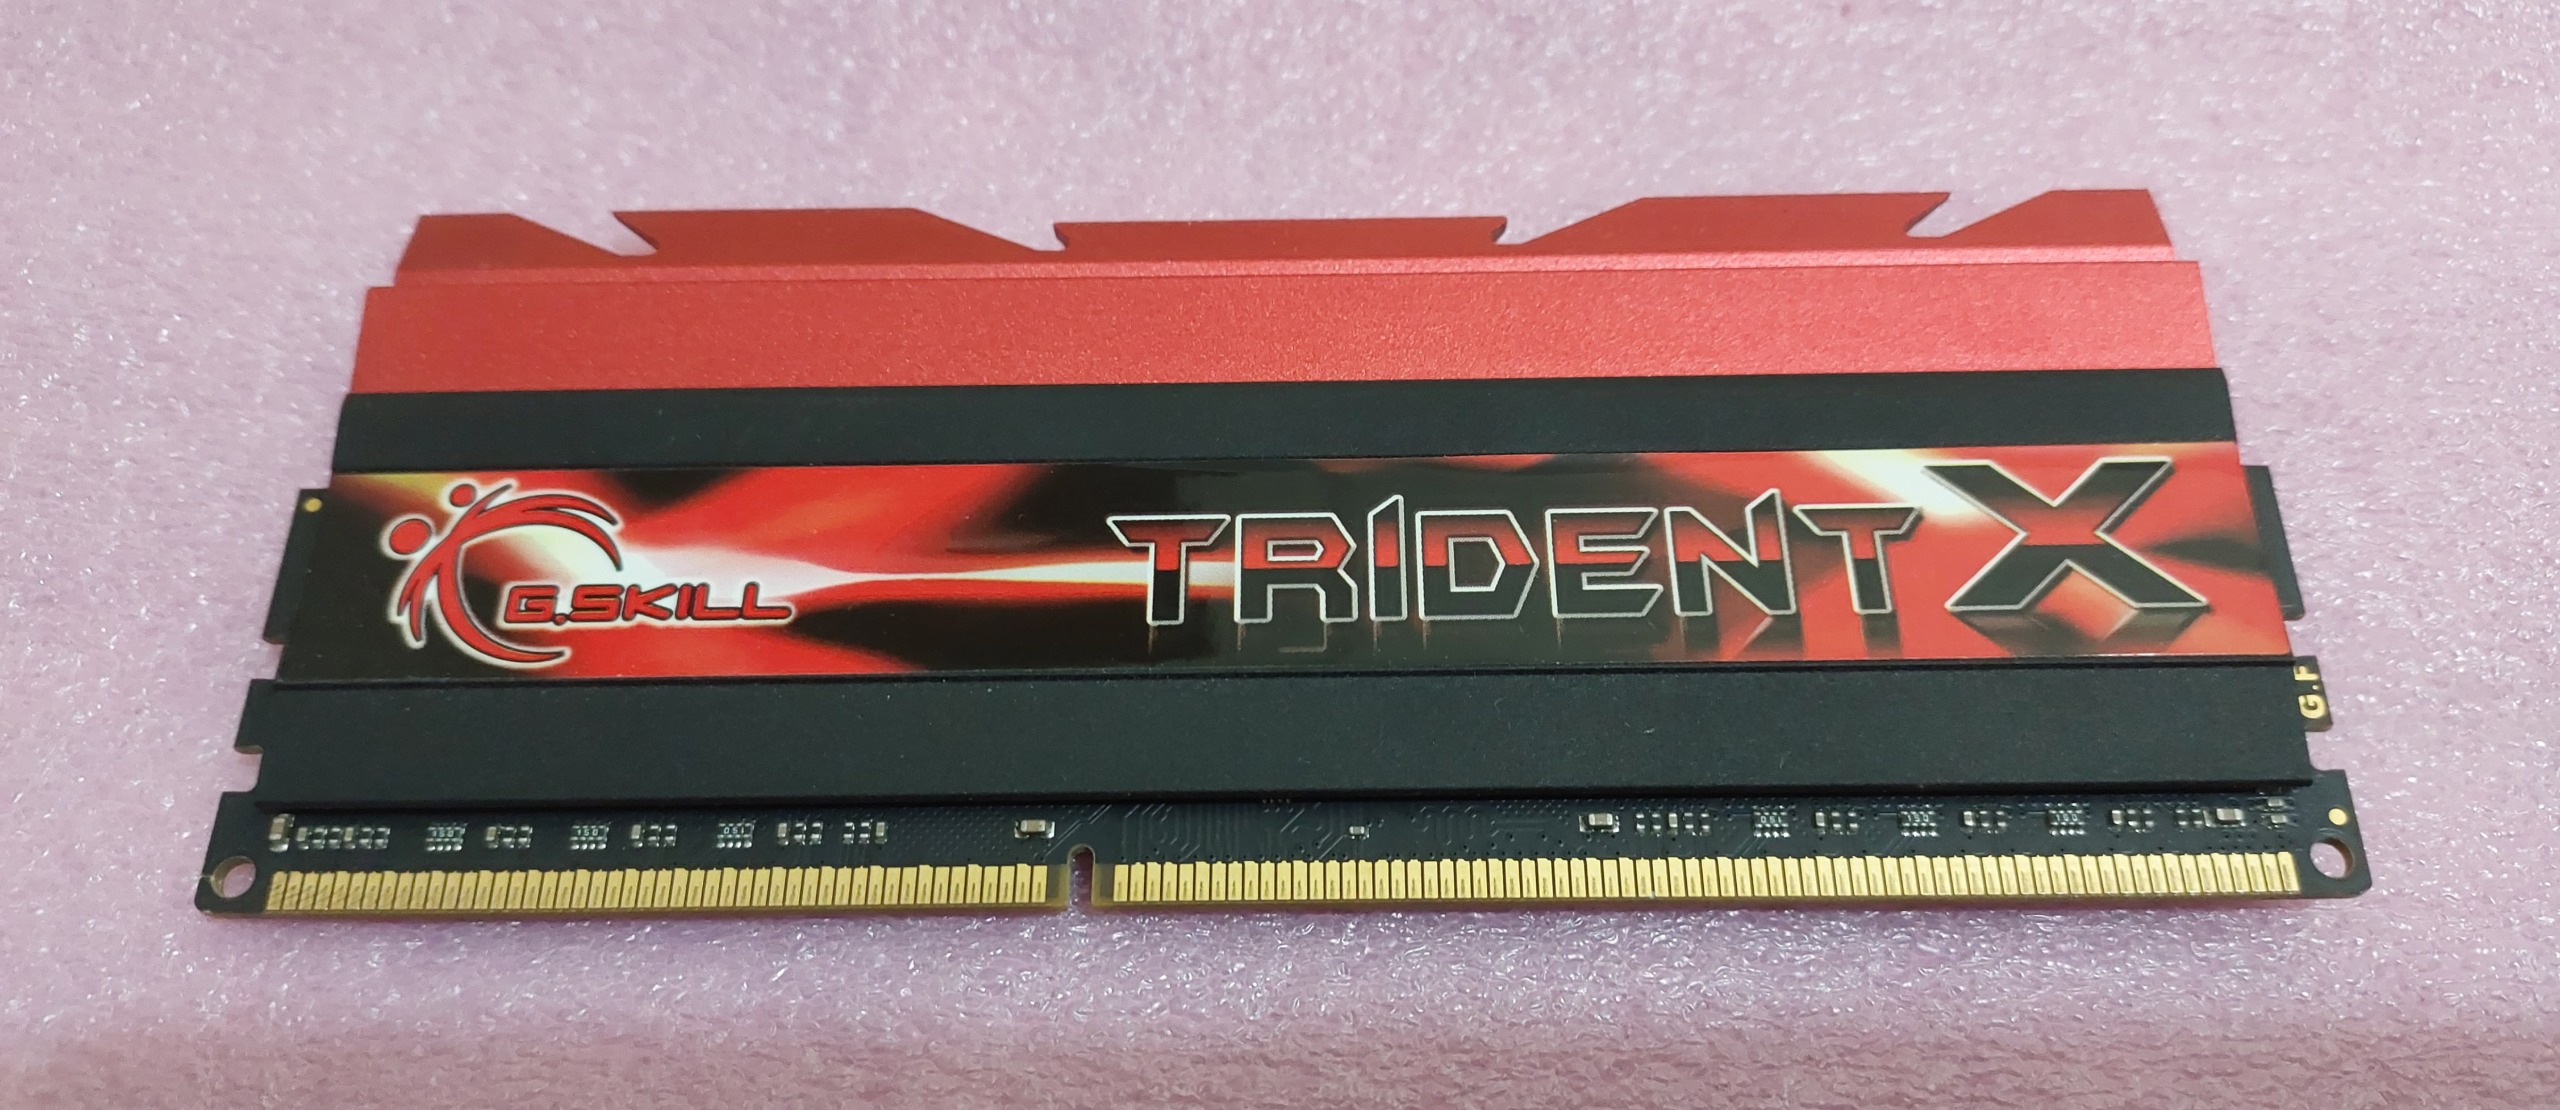 G.SKILL
TRIDENT X
G.F